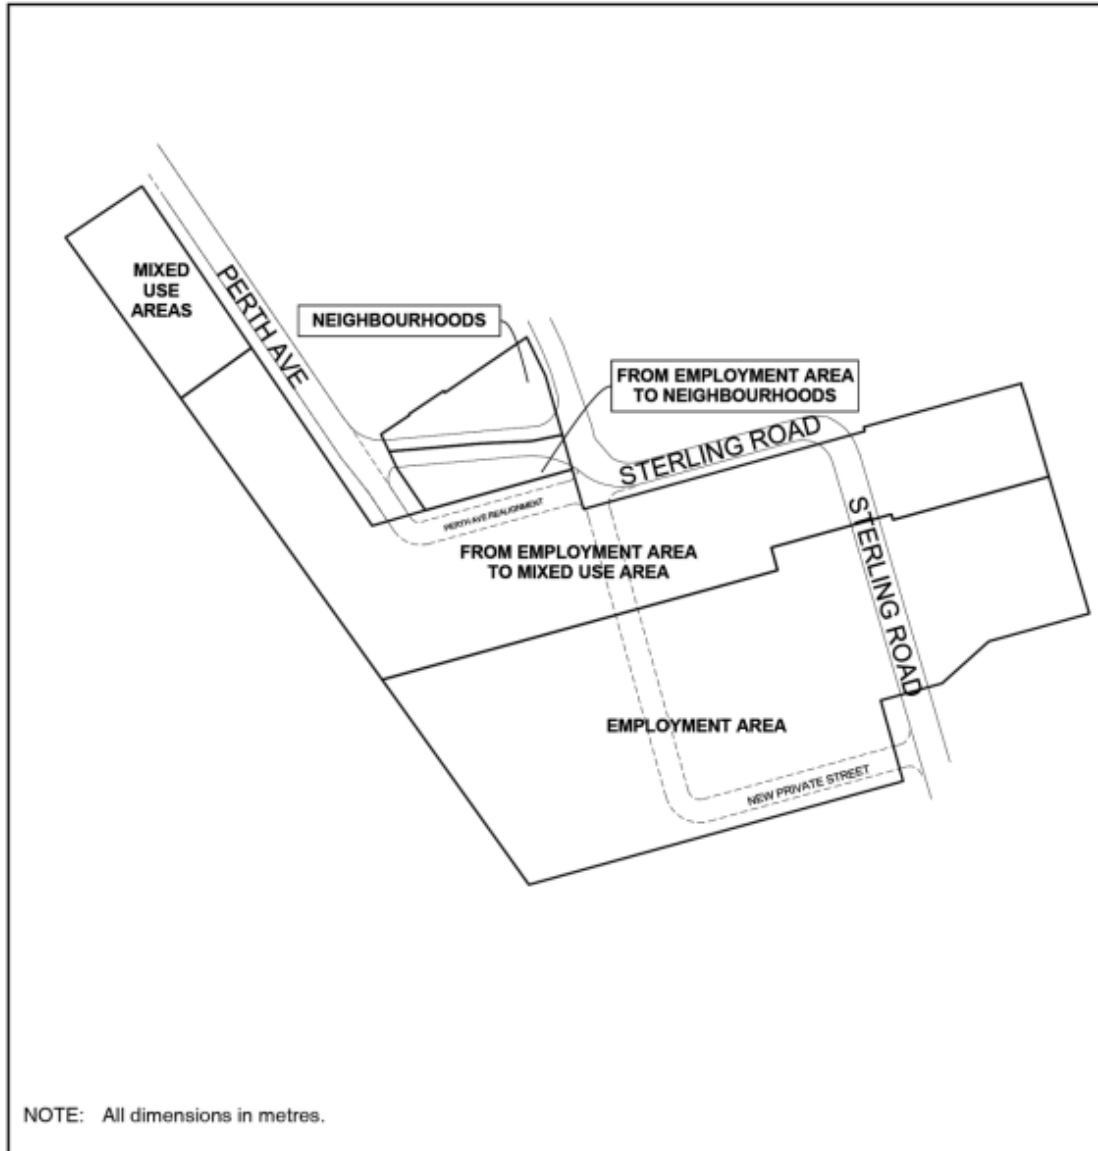 MIXED
USE
AREAS
PERTH AVE
NEIGHBOURHOODS
FROM EMPLOYMENT AREA
TO NEIGHBOURHOODS
STERLING ROAD
PERTH AVE REALIGNMENT
STERLING ROAD
FROM EMPLOYMENT AREA
TO MIXED USE AREA
EMPLOYMENT AREA
NEW PRIVATE STREET
NOTE: All dimensions in metres.